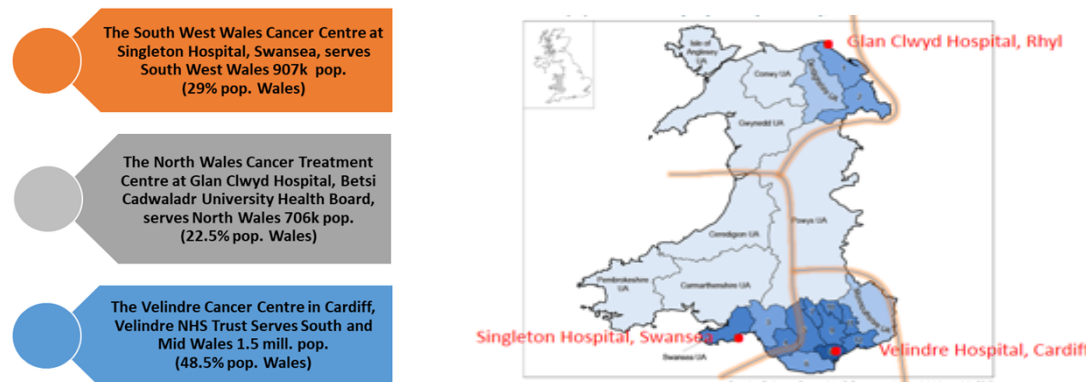 The South West Wales Cancer Centre at
Singleton Hospital, Swansea, serves
South West Wales 907k pop.
(29% pop. Wales)
The North Wales Cancer Treatment
Centre at Glan Clwyd Hospital, Betsi
Cadwaladr University Health Board,
serves North Wales 706k pop.
(22.5% pop. Wales)
The Velindre Cancer Centre in Cardiff,
Velindre NHS Trust Serves South and
Mid Wales 1.5 mill. pop.
(48.5% pop. Wales)
Glan Clwyd Hospital, Rhyl
Isle of
Anglesey
UA
Conwy UA
Gwynedd UA
Powys UA
Ceredigion UA
Pembrokeshire
UA
Carmarthenshire UA
Singleton Hospital, Swansea
Swansea UA
Velindre Hospital, Cardiff